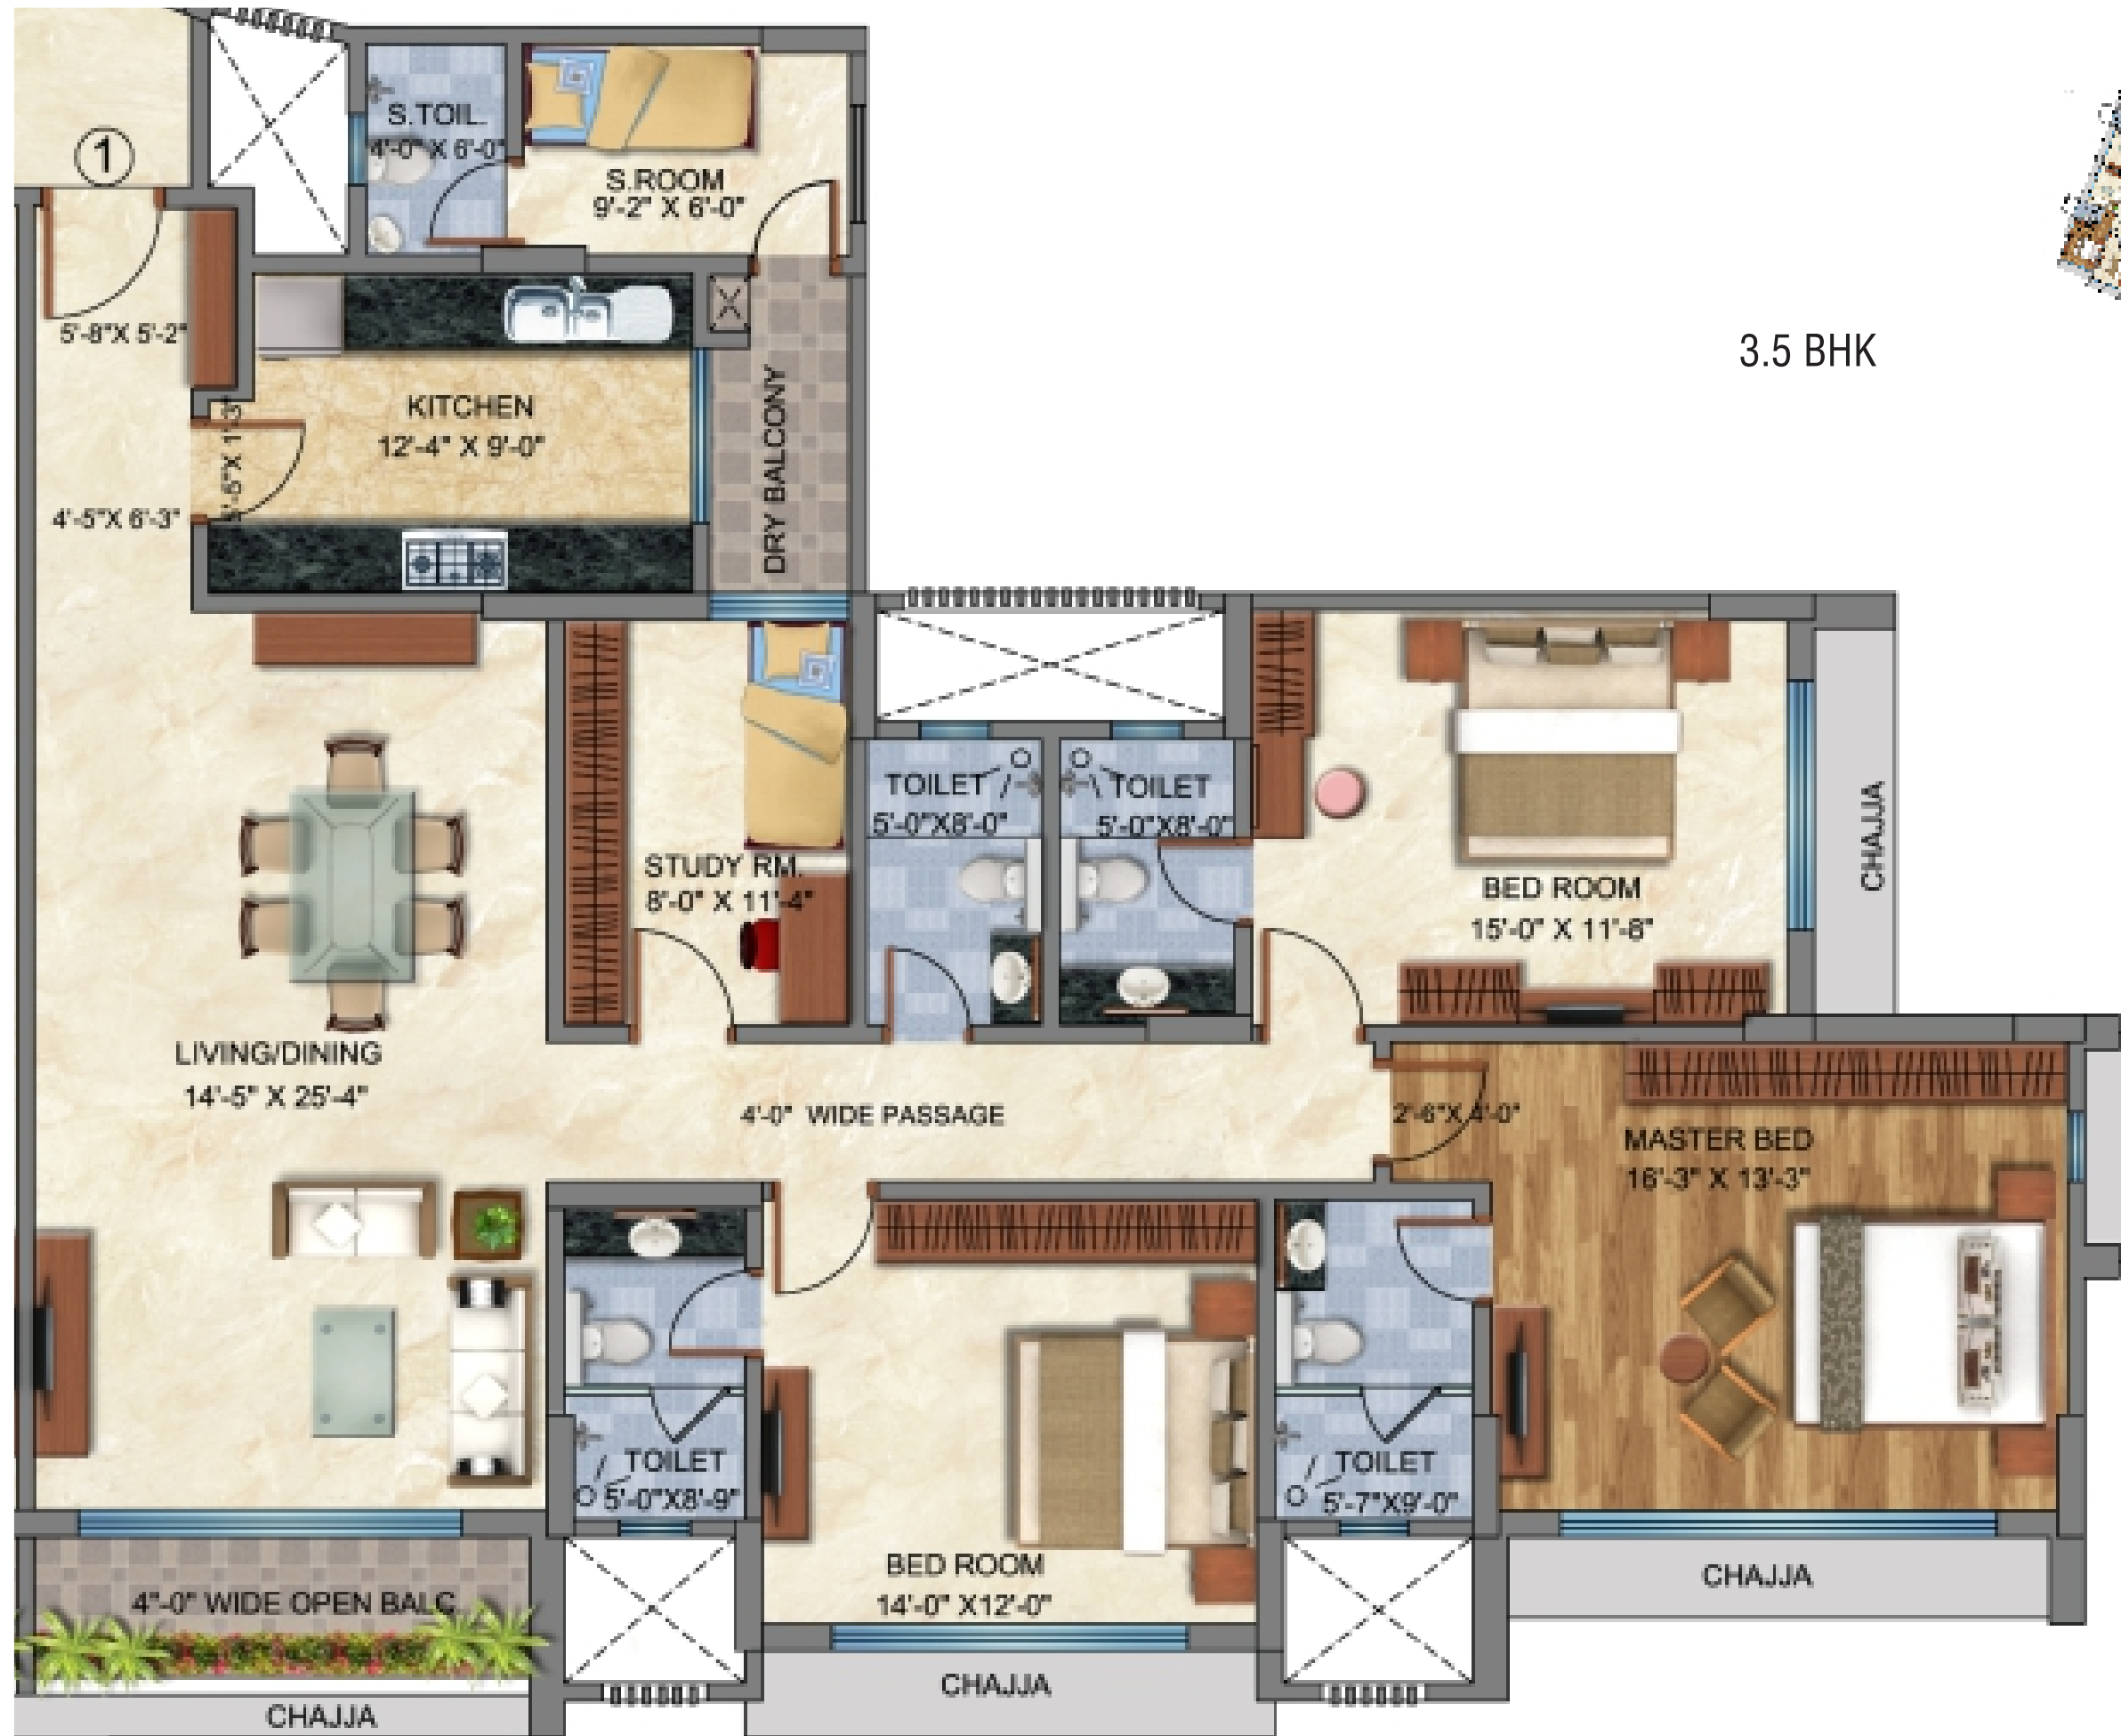 1
S.TOIL.
4'-0" X 6'-0"
S.ROOM
9'-2" X 6'-0"
5'-8"X 5'-2"
3.5 BHK
KITCHEN
12'-4" X 9'-0"
DRY BALCONY
4'-5"X 6'-3"
TOILET
5'-0"X8'-0"
TOILET
5'-0"X8'-0"
CHAJJA
STUDY RM.
8'-0" X 11'-4"
BED ROOM
15'-0" X 11'-8"
LIVING/DINING
14'-5" X 25'-4"
4'-0" WIDE PASSAGE
2'-6"X 4'-0"
MASTER BED
16'-3" X 13'-3"
TOILET
5'-0"X8'-9"
TOILET
5'-7"X9'-0"
BED ROOM
14'-0" X12'-0"
CHAJJA
4"-0" WIDE OPEN BALC
CHAJJA
CHAJJA